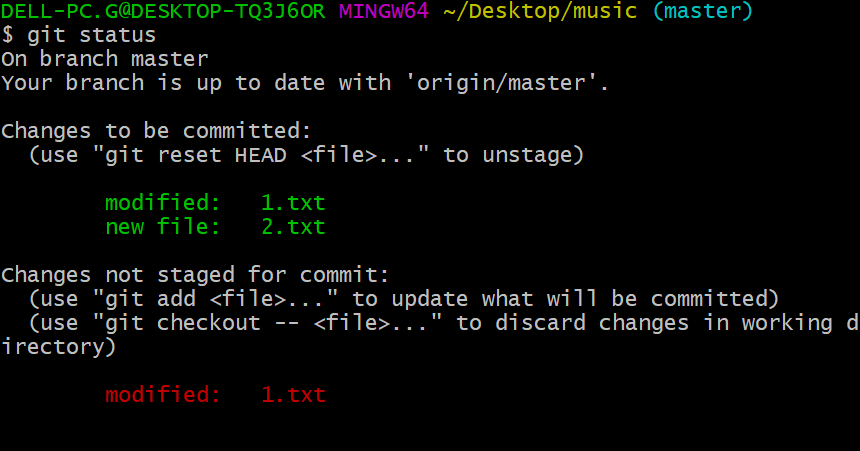 DELL-PC.G@DESKTOP-TQ3J6OR MINGW64 ~/Desktop/music (master)
$ git status
On branch master
Your branch is up to date with 'origin/master'.
Changes to be committed:
  (use "git reset HEAD <file>..." to unstage)
        modified:   1.txt
        new file:   2.txt
Changes not staged for commit:
  (use "git add <file>..." to update what will be committed)
  (use "git checkout -- <file>..." to discard changes in working d
irectory)
        modified:   1.txt